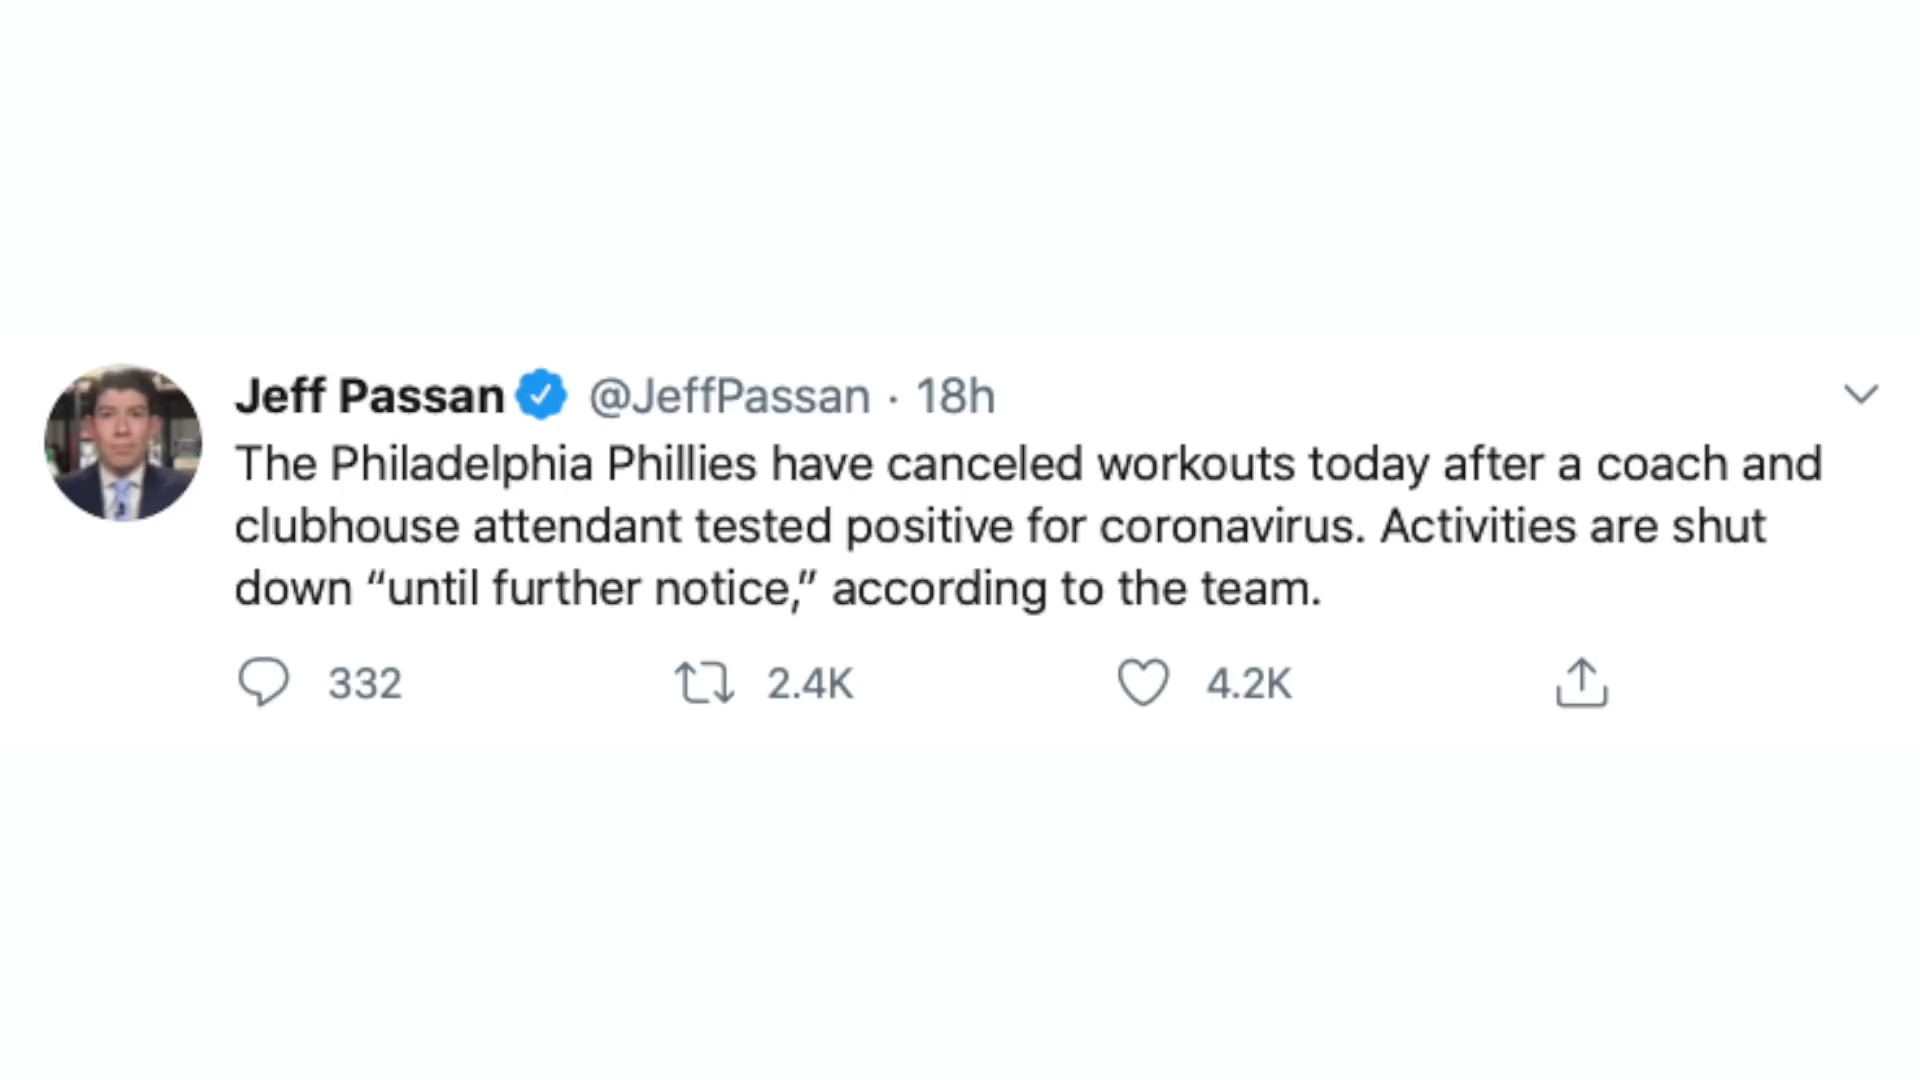 Jeff Passan @JeffPassan · 18h
The Philadelphia Phillies have canceled workouts today after a coach and
clubhouse attendant tested positive for coronavirus. Activities are shut
down “until further notice,” according to the team.
332 2.4K 4.2K